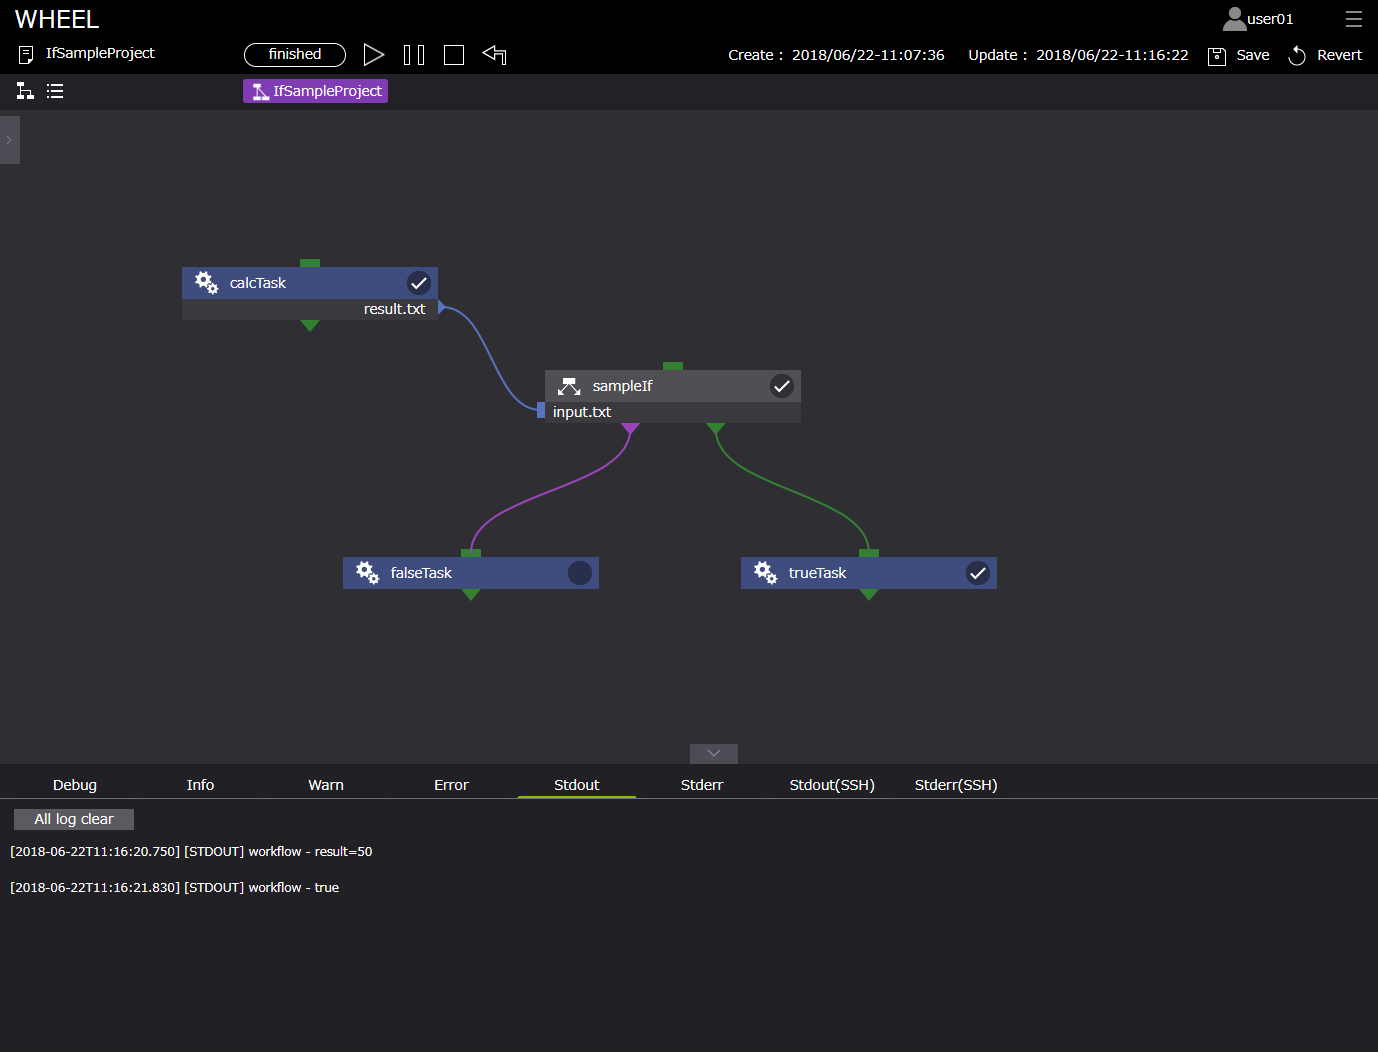 WHEEL
user01
IfSampleProject
finished
Create : 2018/06/22-11:07:36
Update : 2018/06/22-11:16:22
Save
Revert
IfSampleProject
calcTask
result.txt
sampleIf
input.txt
falseTask
trueTask
Debug
Info
Warn
Error
Stdout
Stderr
Stdout(SSH)
Stderr(SSH)
All log clear
[2018-06-22T11:16:20.750] [STDOUT] workflow - result=50
[2018-06-22T11:16:21.830] [STDOUT] workflow - true